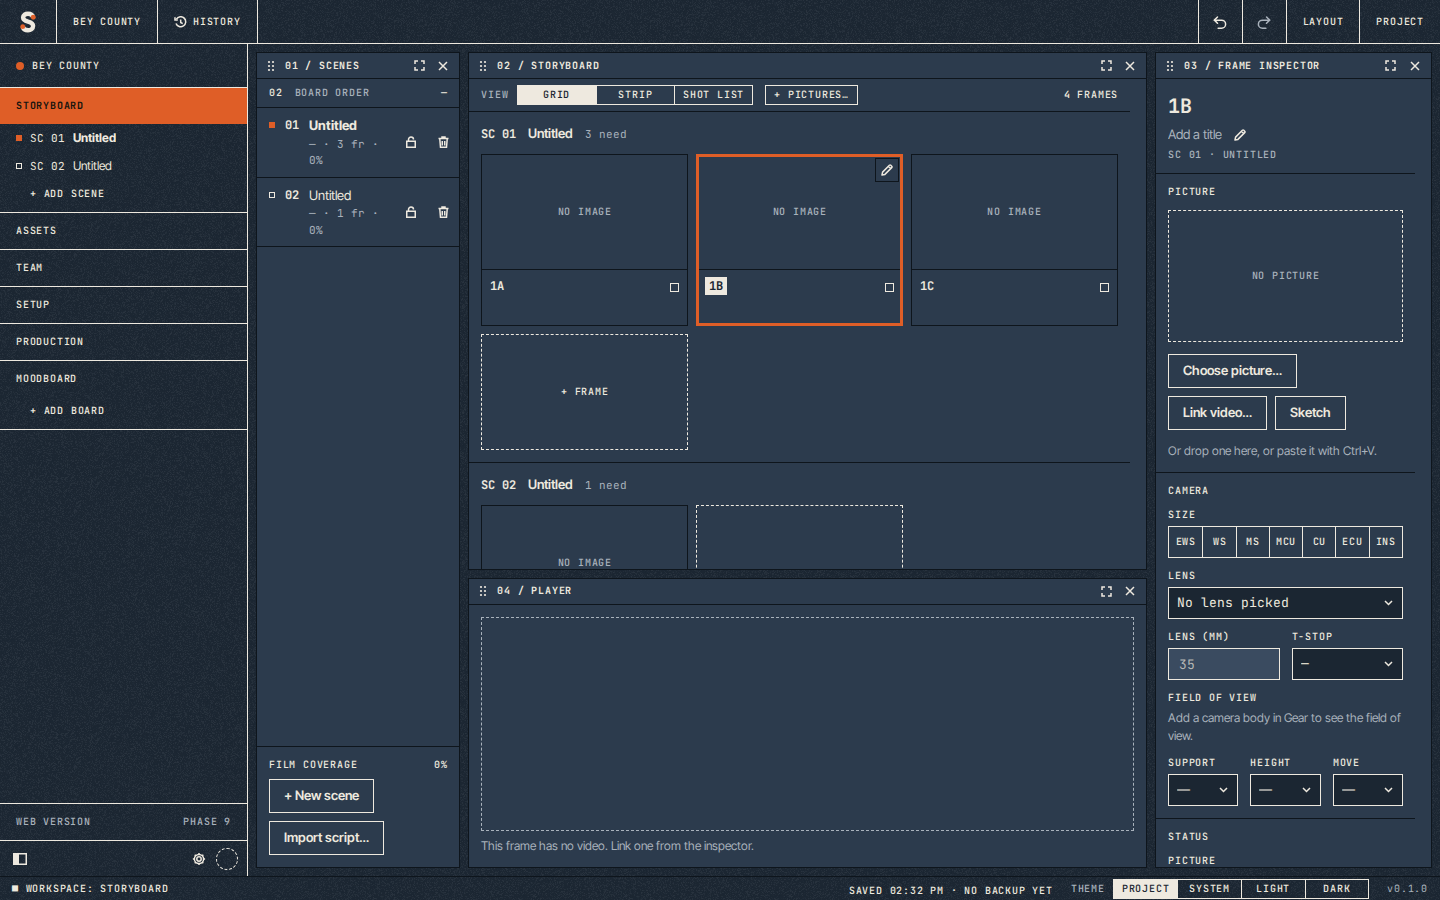 S BEY COUNTY HISTORY LAYOUT PROJECT
BEY COUNTY
STORYBOARD
SC 01 Untitled
SC 02 Untitled
+ ADD SCENE
ASSETS
TEAM
SETUP
PRODUCTION
MOODBOARD
+ ADD BOARD
WEB VERSION PHASE 9
01 / SCENES
02 BOARD ORDER —
01 Untitled
— · 3 fr ·
0%
02 Untitled
— · 1 fr ·
0%
FILM COVERAGE 0%
+ New scene
Import script...
02 / STORYBOARD
VIEW GRID STRIP SHOT LIST + PICTURES… 4 FRAMES
SC 01 Untitled 3 need
NO IMAGE NO IMAGE NO IMAGE
1A 1B 1C
+ FRAME
SC 02 Untitled 1 need
NO IMAGE
04 / PLAYER
This frame has no video. Link one from the inspector.
03 / FRAME INSPECTOR
1B
Add a title
SC 01 · UNTITLED
PICTURE
NO PICTURE
Choose picture...
Link video... Sketch
Or drop one here, or paste it with Ctrl+V.
CAMERA
SIZE
EWS WS MS MCU CU ECU INS
LENS
No lens picked
LENS (MM) T-STOP
35 —
FIELD OF VIEW
Add a camera body in Gear to see the field of
view.
SUPPORT HEIGHT MOVE
— — —
STATUS
PICTURE
WORKSPACE: STORYBOARD SAVED 02:32 PM · NO BACKUP YET THEME PROJECT SYSTEM LIGHT DARK v0.1.0